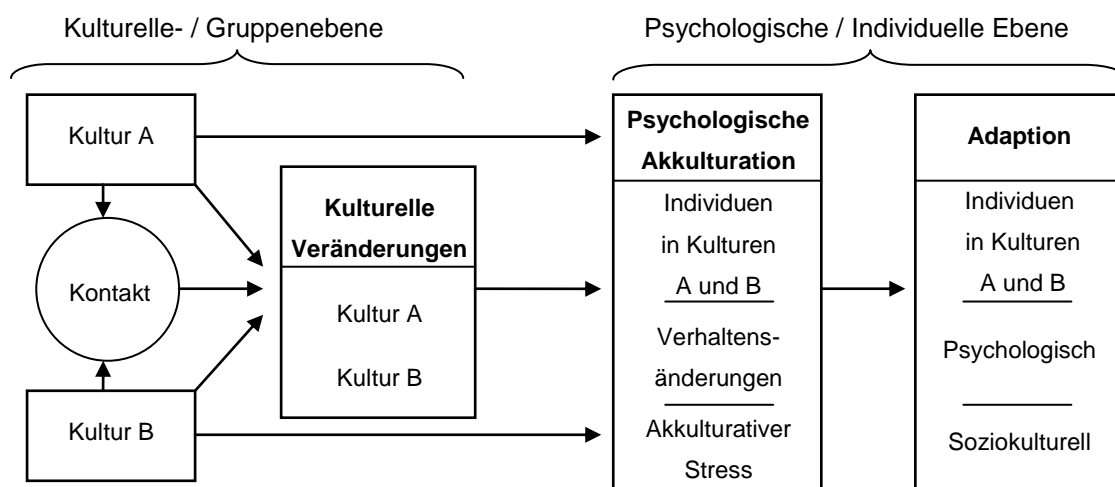 Kulturelle- / Gruppenebene
Psychologische / Individuelle Ebene
Kultur A
Kontakt
Kultur B
Kulturelle
Veränderungen
Kultur A
Kultur B
Psychologische
Akkulturation
Individuen
in Kulturen
A und B
Verhaltens-
änderungen
Akkulturativer
Stress
Adaption
Individuen
in Kulturen
A und B
Psychologisch
Soziokulturell